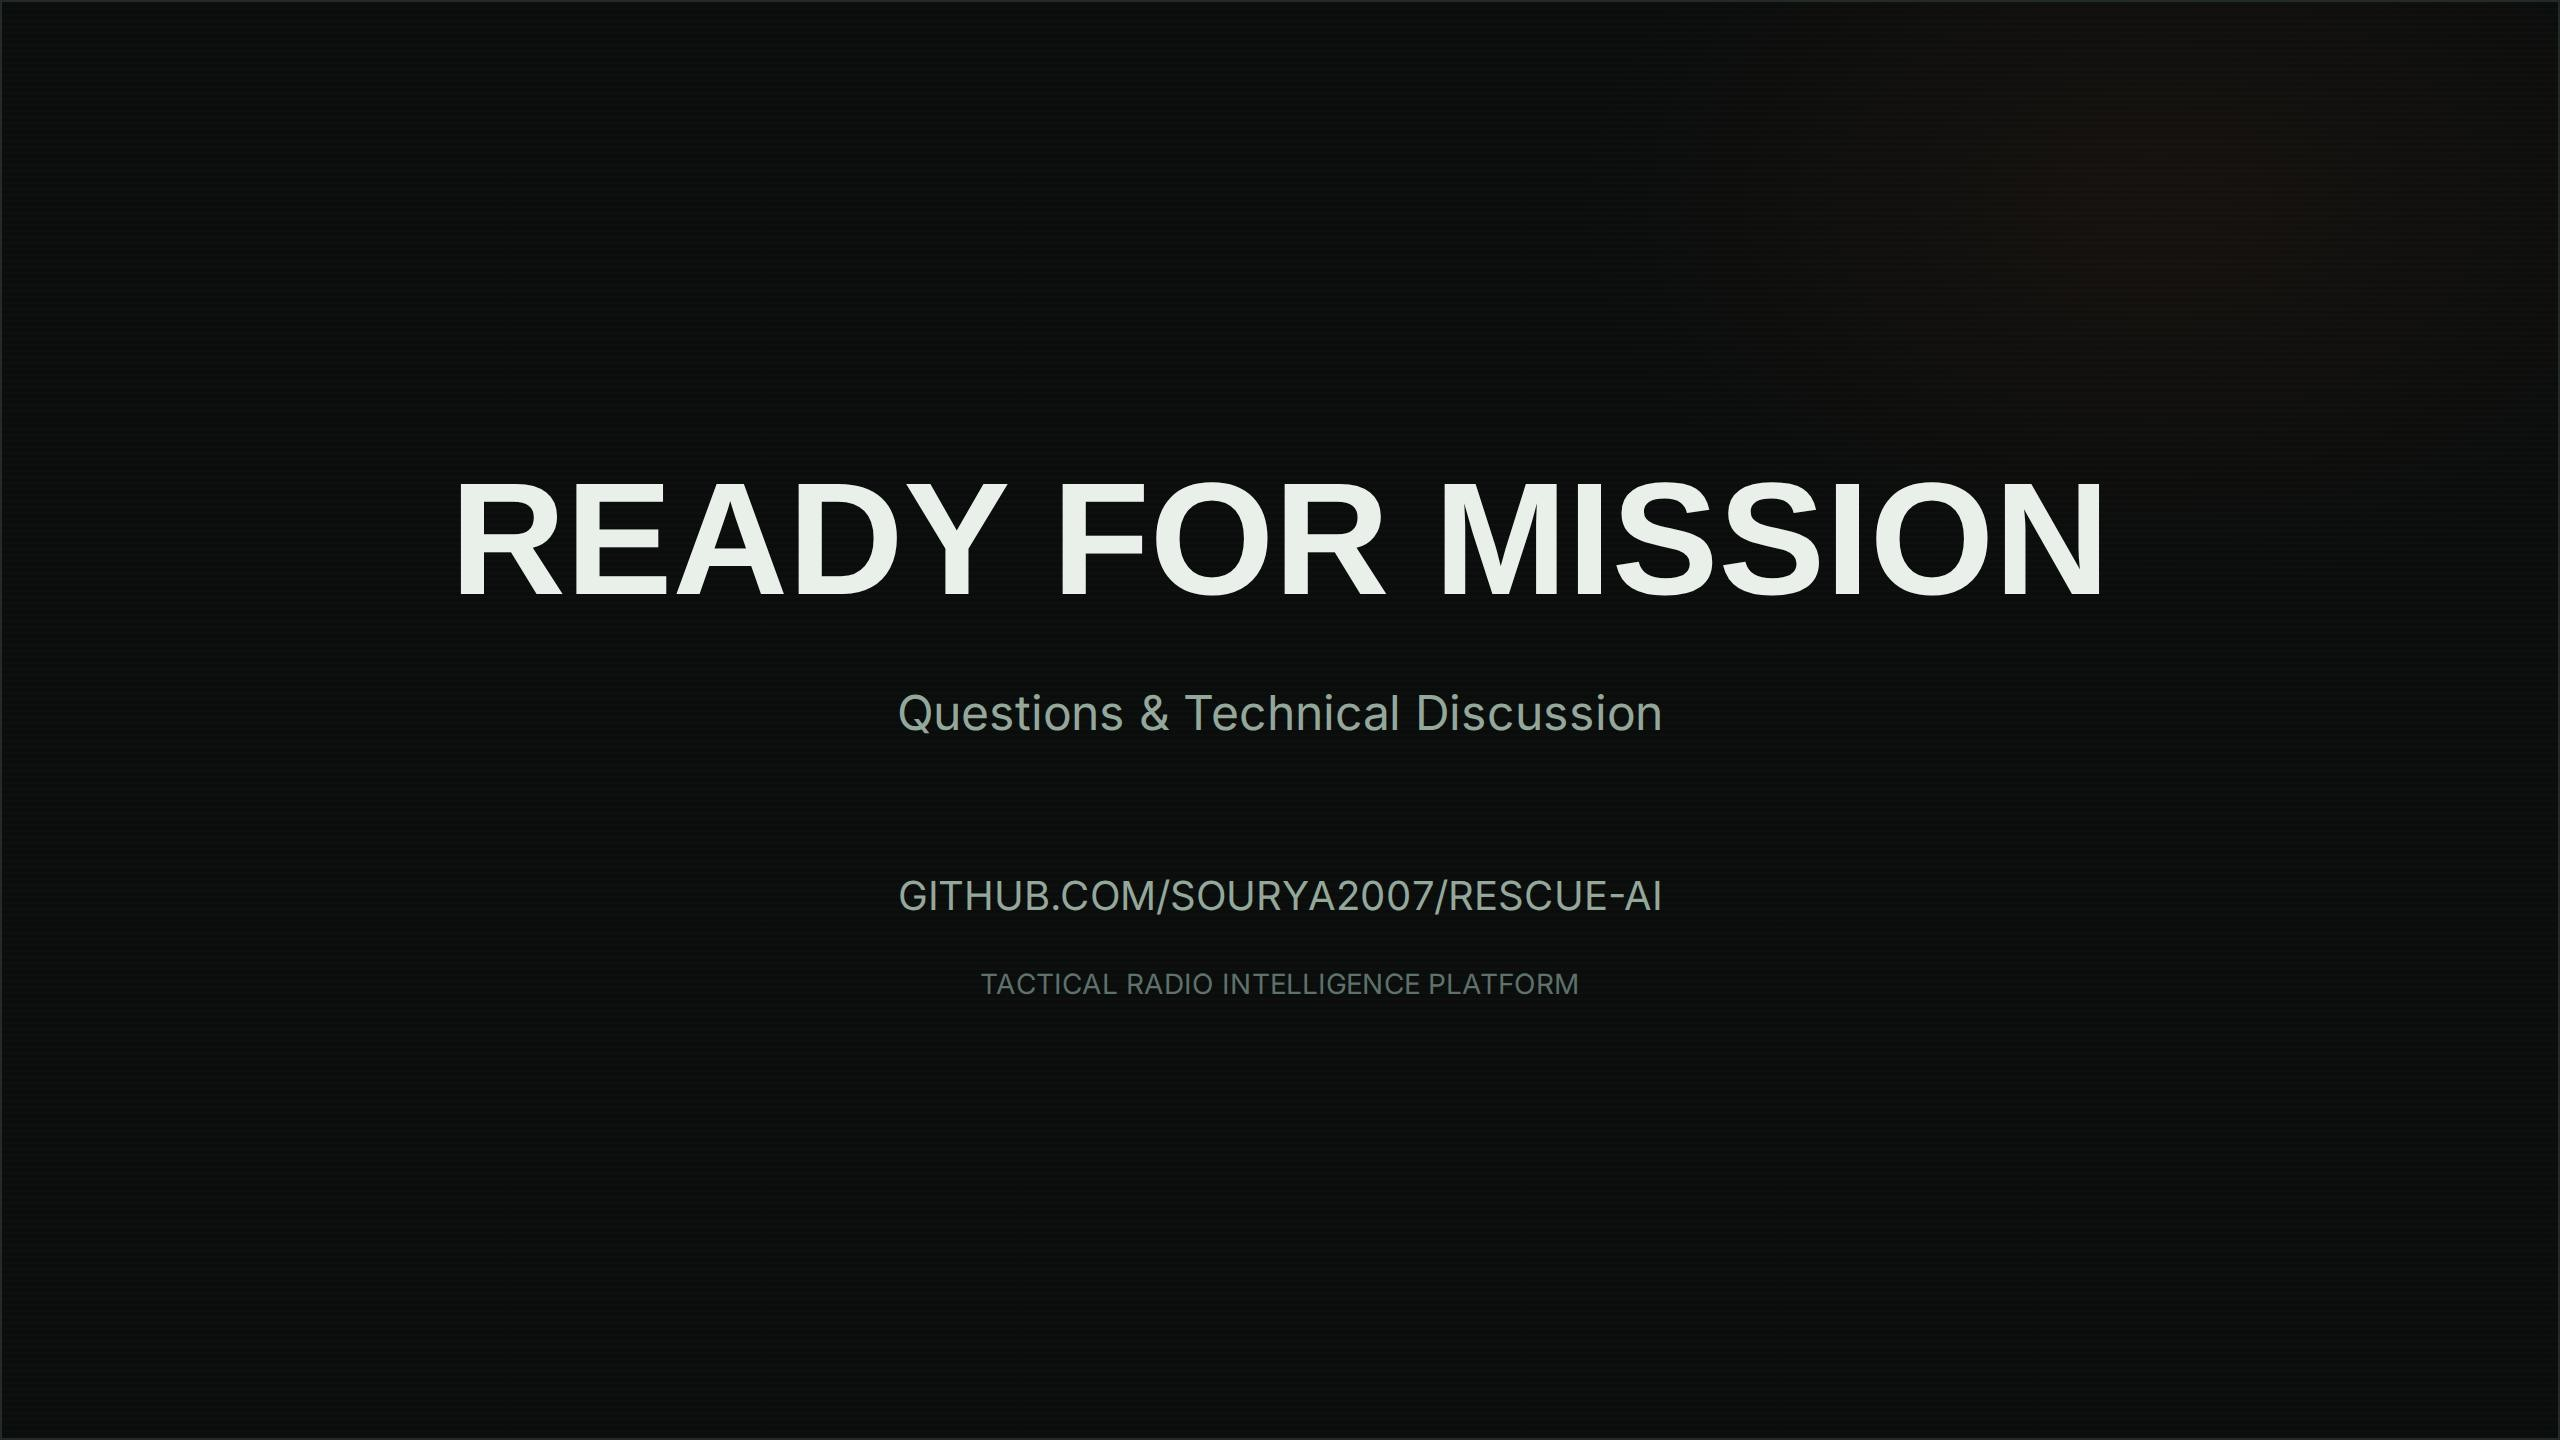 READY FOR MISSION
Questions & Technical Discussion
GITHUB.COM/SOURYA2007/RESCUE-AI
TACTICAL RADIO INTELLIGENCE PLATFORM